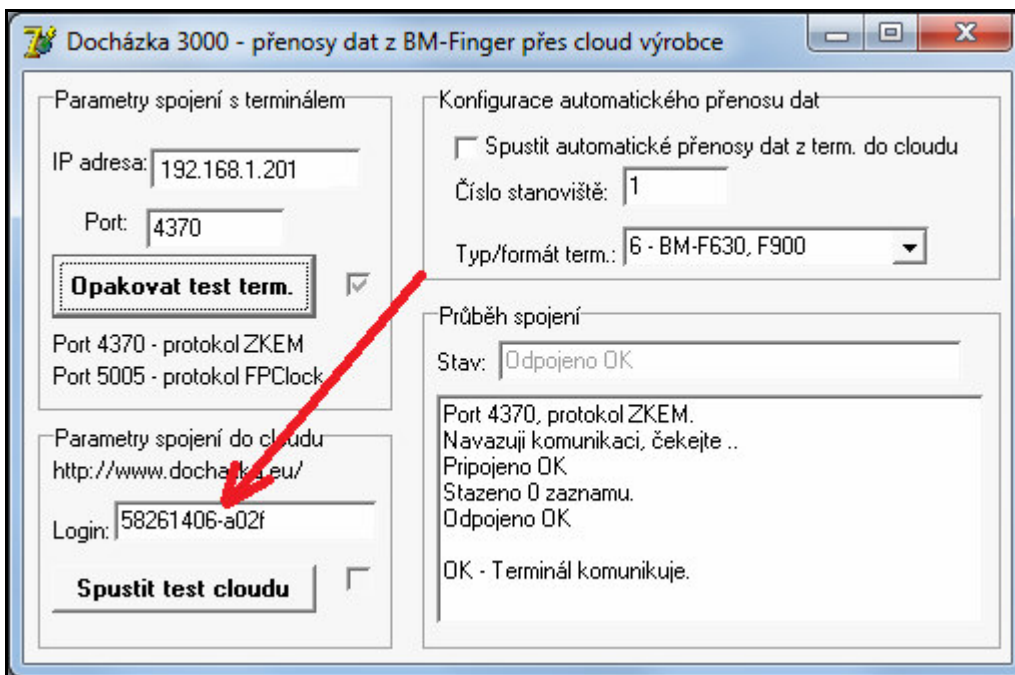 Docházka 3000 - přenosy dat z BM-Finger přes cloud výrobce
Parametry spojení s terminálem
IP adresa: 192.168.1.201
Port: 4370
Opakovat test term.
Port 4370 - protokol ZKEM
Port 5005 - protokol FPClock
Parametry spojení do cloudu
http://www.dochazka.eu/
Login: 58261406-a02f
Spustit test cloudu
Konfigurace automatického přenosu dat
Spustit automatické přenosy dat z term. do cloudu
Číslo stanoviště: 1
Typ/formát term.: 6 - BM-F630, F900
Průběh spojení
Stav: Odpojeno OK
Port 4370, protokol ZKEM.
Navazuji komunikaci, čekejte ..
Pripojeno OK
Stazeno 0 zaznamu.
Odpojeno OK
OK - Terminál komunikuje.